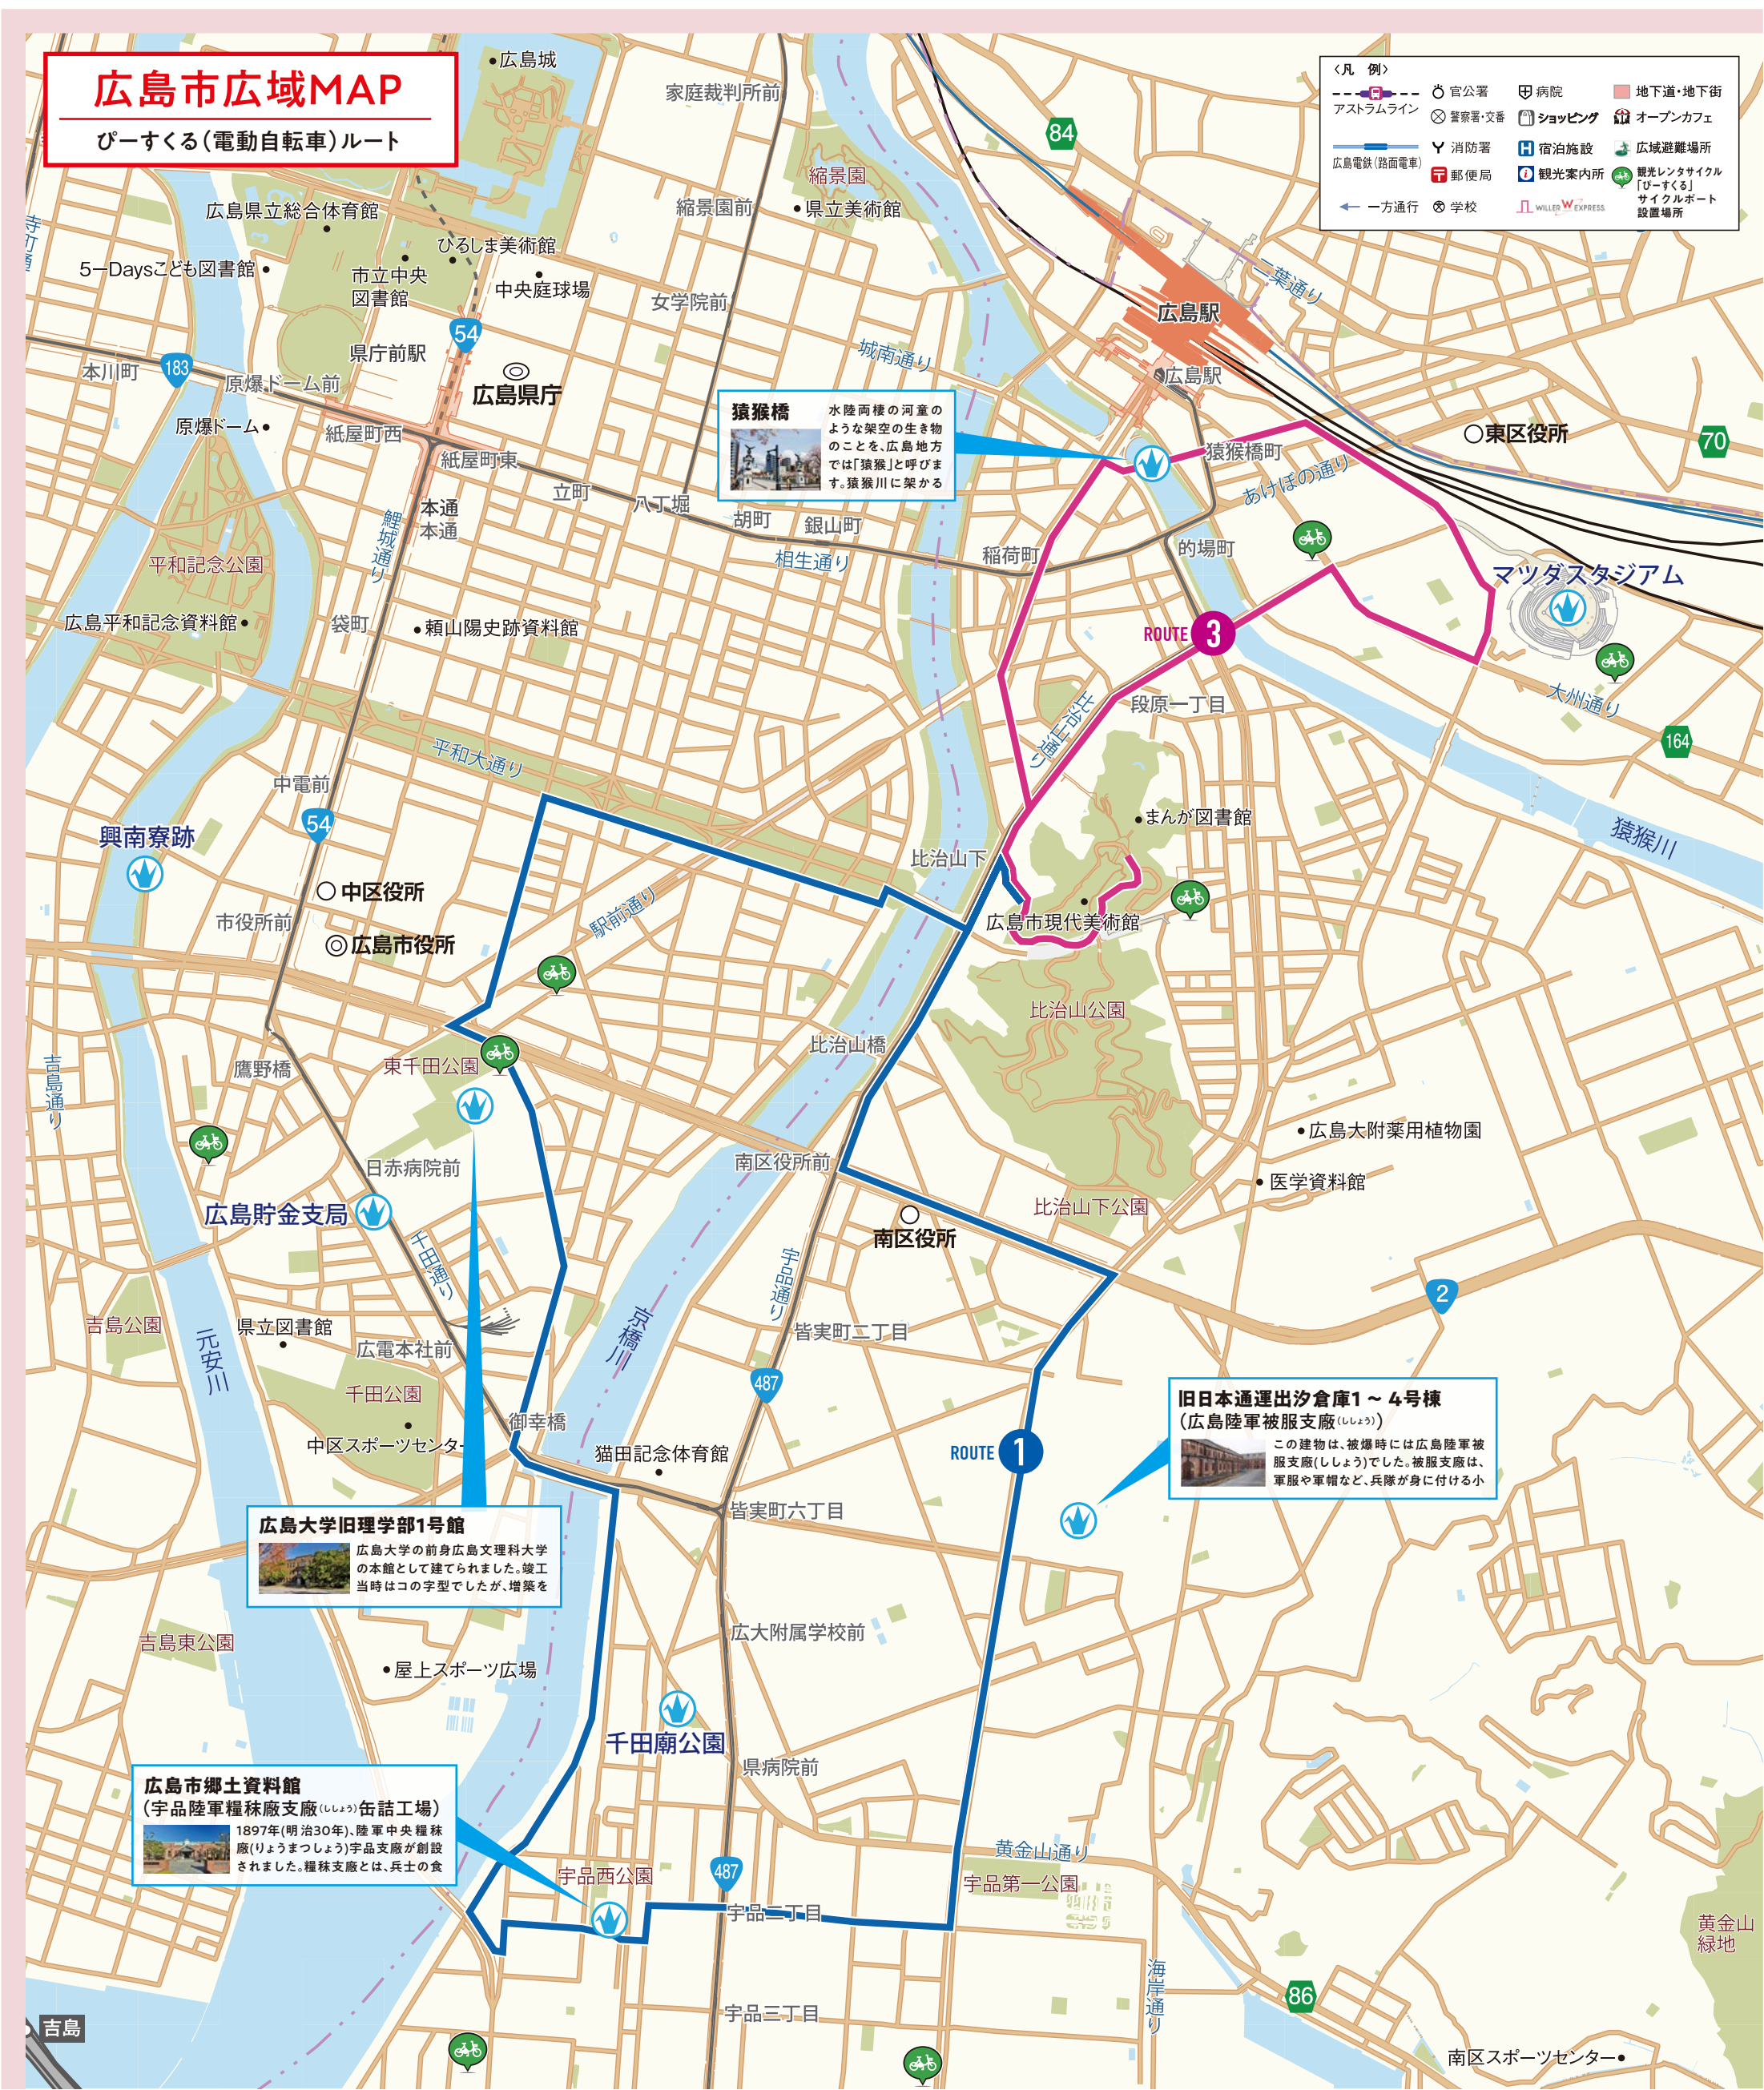 広島市広域MAP
ぴーすくる（電動自転車）ルート
〈凡　例〉
アストラムライン
広島電鉄（路面電車）
一方通行
官公署
警察署・交番
消防署
郵便局
学校
病院
ショッピング
宿泊施設
観光案内所
WILLER EXPRESS
地下道・地下街
オープンカフェ
広域避難場所
観光レンタサイクル
「ぴーすくる」
サイクルポート
設置場所
広島城
家庭裁判所前
84
縮景園
縮景園前
県立美術館
広島県立総合体育館
ひろしま美術館
5ーDaysこども図書館
市立中央
図書館
中央庭球場
女学院前
二葉通り
広島駅
広島駅
54
県庁前駅
城南通り
本川町
183
原爆ドーム前
広島県庁
原爆ドーム
紙屋町西
紙屋町東
猿猴橋
水陸両棲の河童の
ような架空の生き物
のことを、広島地方
では「猿猴」と呼びま
す。猿猴川に架かる
猿猴橋町
東区役所
70
あけぼの通り
立町
八丁堀
胡町
銀山町
本通
本通
鯉城通り
相生通り
稲荷町
的場町
平和記念公園
マツダスタジアム
広島平和記念資料館
袋町
頼山陽史跡資料館
ROUTE 3
段原一丁目
比治山通り
大州通り
164
平和大通り
中電前
54
興南寮跡
まんが図書館
猿猴川
比治山下
中区役所
市役所前
駅前通り
広島市役所
広島市現代美術館
比治山公園
比治山橋
吉島通り
鷹野橋
東千田公園
広島大附薬用植物園
日赤病院前
南区役所前
医学資料館
広島貯金支局
比治山下公園
南区役所
千田通り
宇品通り
2
吉島公園
元安川
県立図書館
京橋川
皆実町二丁目
広電本社前
千田公園
487
御幸橋
中区スポーツセンター
猫田記念体育館
ROUTE 1
旧日本通運出汐倉庫1 ～ 4号棟
（広島陸軍被服支廠（ししょう））
この建物は、被爆時には広島陸軍被
服支廠(ししょう)でした。被服支廠は、
軍服や軍帽など、兵隊が身に付ける小
皆実町六丁目
広島大学旧理学部1号館
広島大学の前身広島文理科大学
の本館として建てられました。竣工
当時はコの字型でしたが、増築を
広大附属学校前
吉島東公園
屋上スポーツ広場
千田廟公園
県病院前
広島市郷土資料館
（宇品陸軍糧秣廠支廠（ししょう）缶詰工場）
1897年(明治30年)、陸軍中央糧秣
廠(りょうまつしょう)宇品支廠が創設
されました。糧秣支廠とは、兵士の食
黄金山通り
宇品西公園
487
宇品第一公園
宇品二丁目
黄金山
緑地
海岸通り
86
宇品三丁目
吉島
南区スポーツセンター